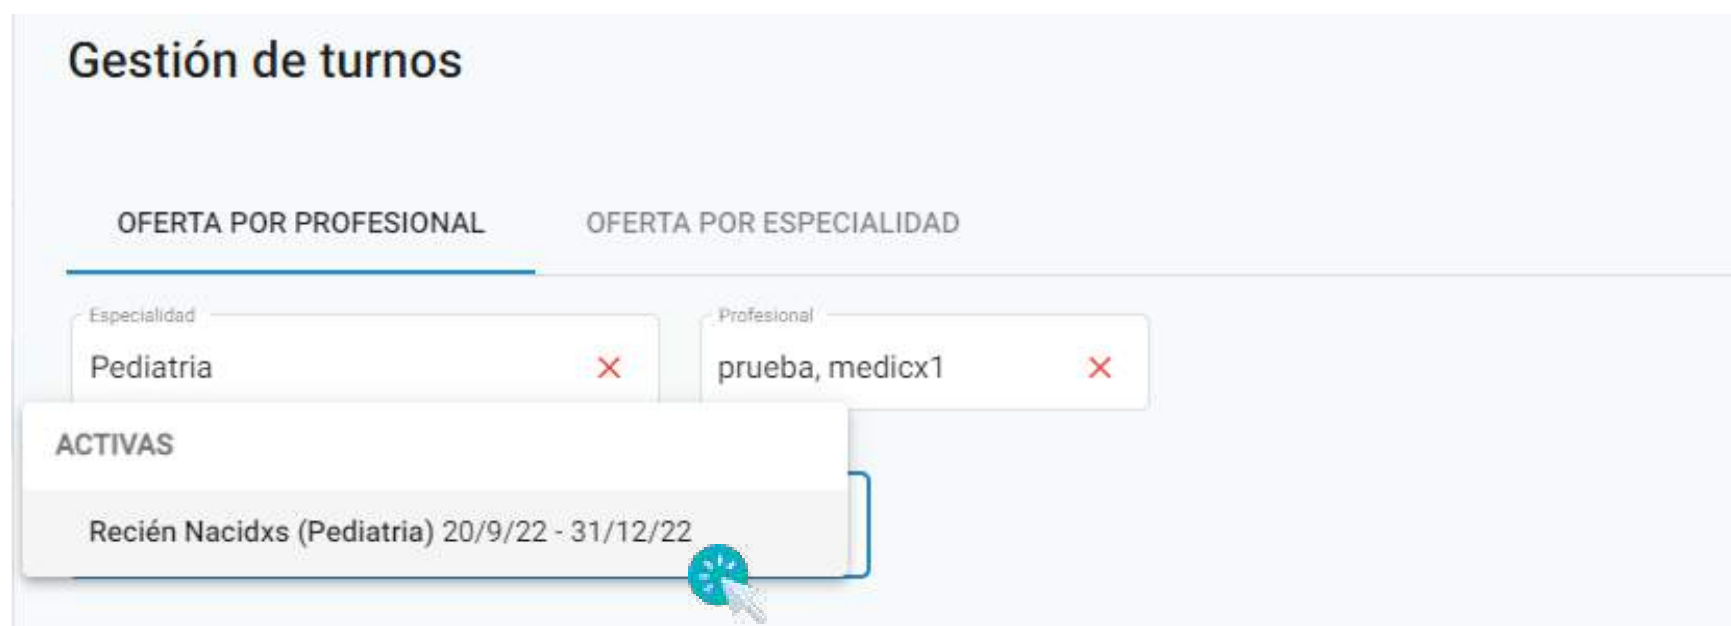 Gestión de turnos
OFERTA POR PROFESIONAL
OFERTA POR ESPECIALIDAD
Especialidad
Pediatria
Profesional
prueba, medicx1
ACTIVAS
Recién Nacidxs (Pediatria) 20/9/22 - 31/12/22